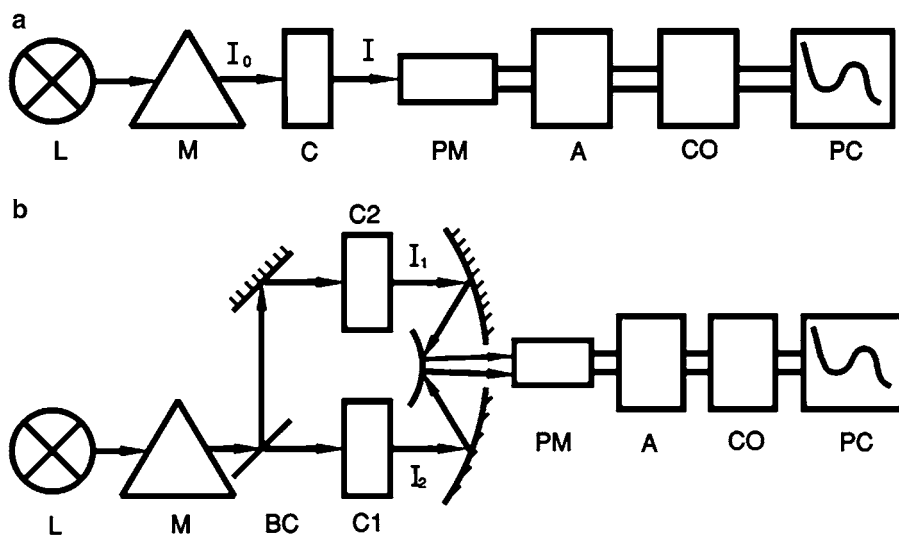 a
I₀ I
L M C PM A CO PC
b
C2
I₁
PM A CO PC
I₂
L M BC C1